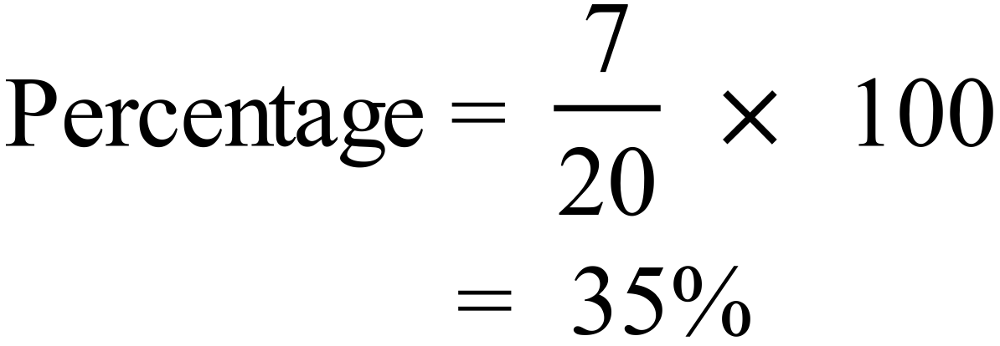 Percentage = 7/20 × 100
= 35%